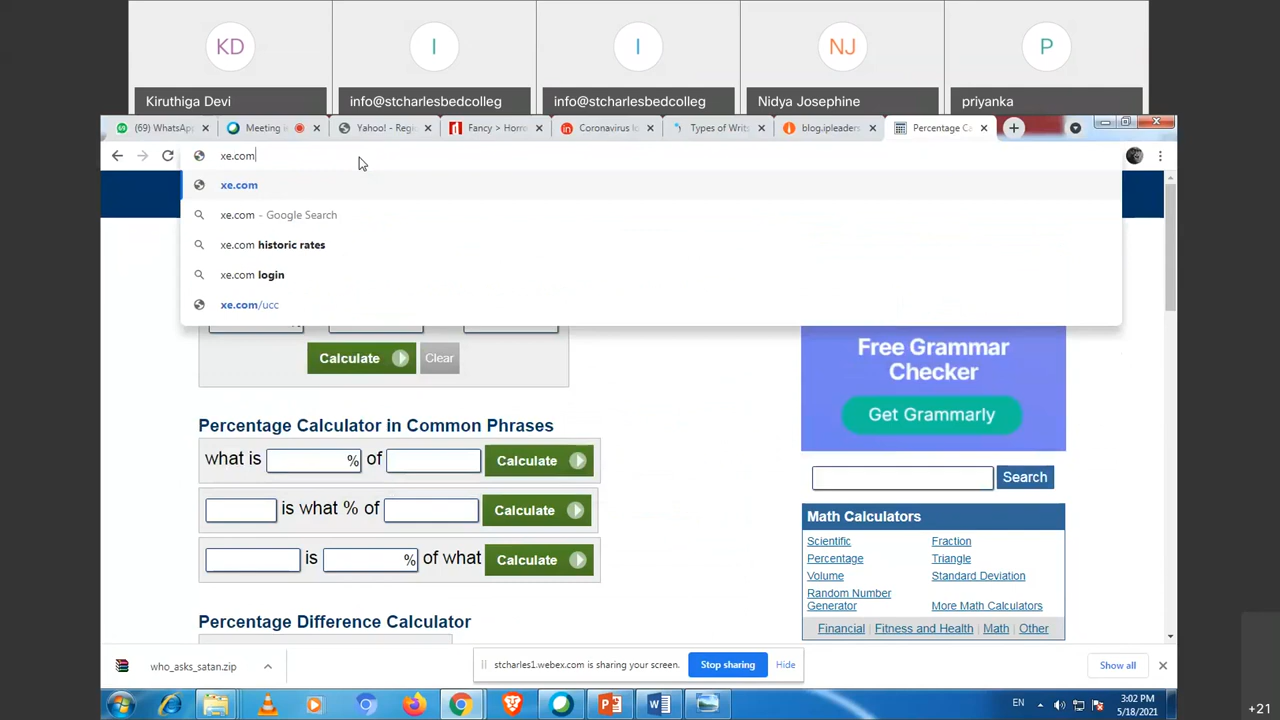 KD
I
I
NJ
P
Kiruthiga Devi
info@stcharlesbedcolleg
info@stcharlesbedcolleg
Nidya Josephine
priyanka
(69) WhatsApp
Meeting
Yahoo! - Regi
Fancy > Horro
Coronavirus lo
Types of Writ
blog.ipleaders
Percentage Ca
xe.com
xe.com
xe.com - Google Search
xe.com historic rates
xe.com login
xe.com/ucc
Calculate
Clear
Free Grammar
Checker
Get Grammarly
Percentage Calculator in Common Phrases
what is % of Calculate
is what % of Calculate
is % of what Calculate
Search
Math Calculators
Scientific Fraction
Percentage Triangle
Volume Standard Deviation
Random Number
Generator More Math Calculators
Financial | Fitness and Health | Math | Other
Percentage Difference Calculator
who_asks_satan.zip
stcharles1.webex.com is sharing your screen.
Stop sharing
Hide
Show all
EN
3:02 PM
5/18/2021
+21